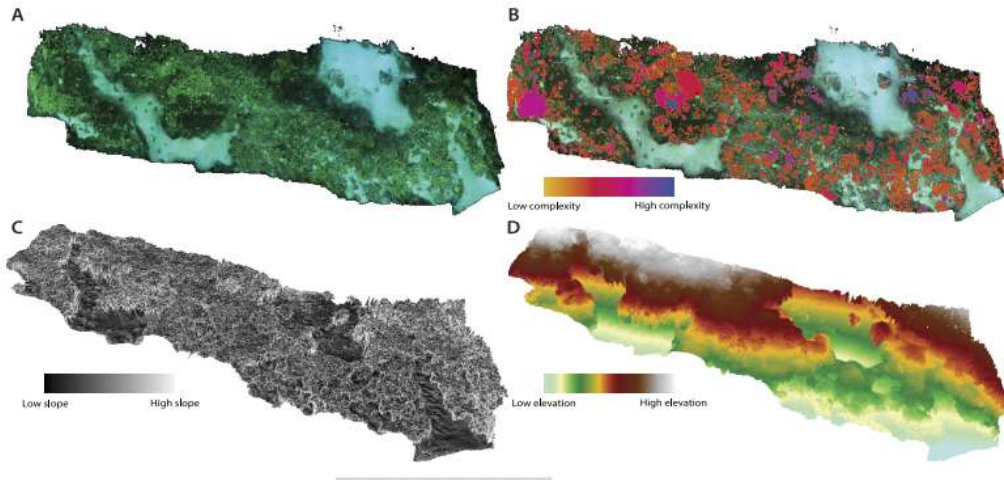 A
B
Low complexity High complexity
C
D
Low slope High slope
Low elevation High elevation